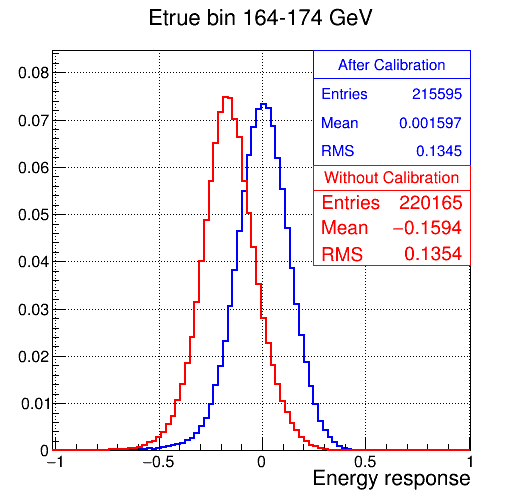 Etrue bin 164-174 GeV
After Calibration
Entries 215595
Mean 0.001597
RMS 0.1345
Without Calibration
Entries 220165
Mean −0.1594
RMS 0.1354
0.08
0.07
0.06
0.05
0.04
0.03
0.02
0.01
0
−1 −0.5 0 0.5 1
Energy response